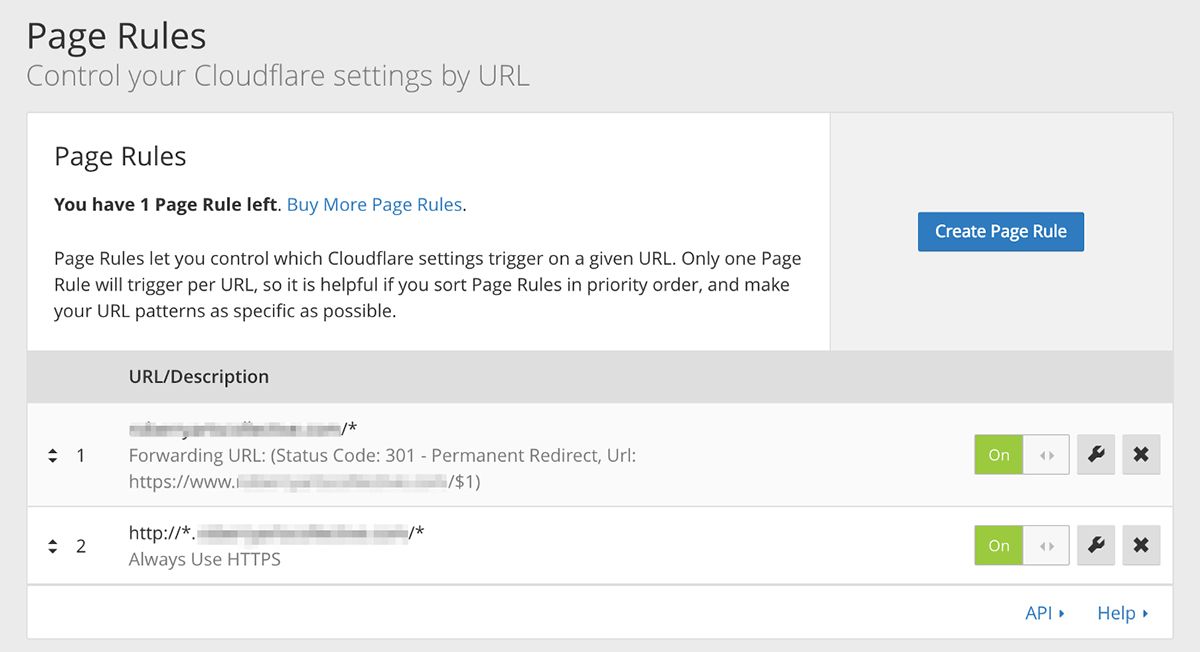 Page Rules
Control your Cloudflare settings by URL
Page Rules
You have 1 Page Rule left. Buy More Page Rules.
Create Page Rule
Page Rules let you control which Cloudflare settings trigger on a given URL. Only one Page
Rule will trigger per URL, so it is helpful if you sort Page Rules in priority order, and make
your URL patterns as specific as possible.
URL/Description
/*
1
Forwarding URL: (Status Code: 301 - Permanent Redirect, Url:
On
https://www. /$1)
http://*. /*
2
On
Always Use HTTPS
API
Help